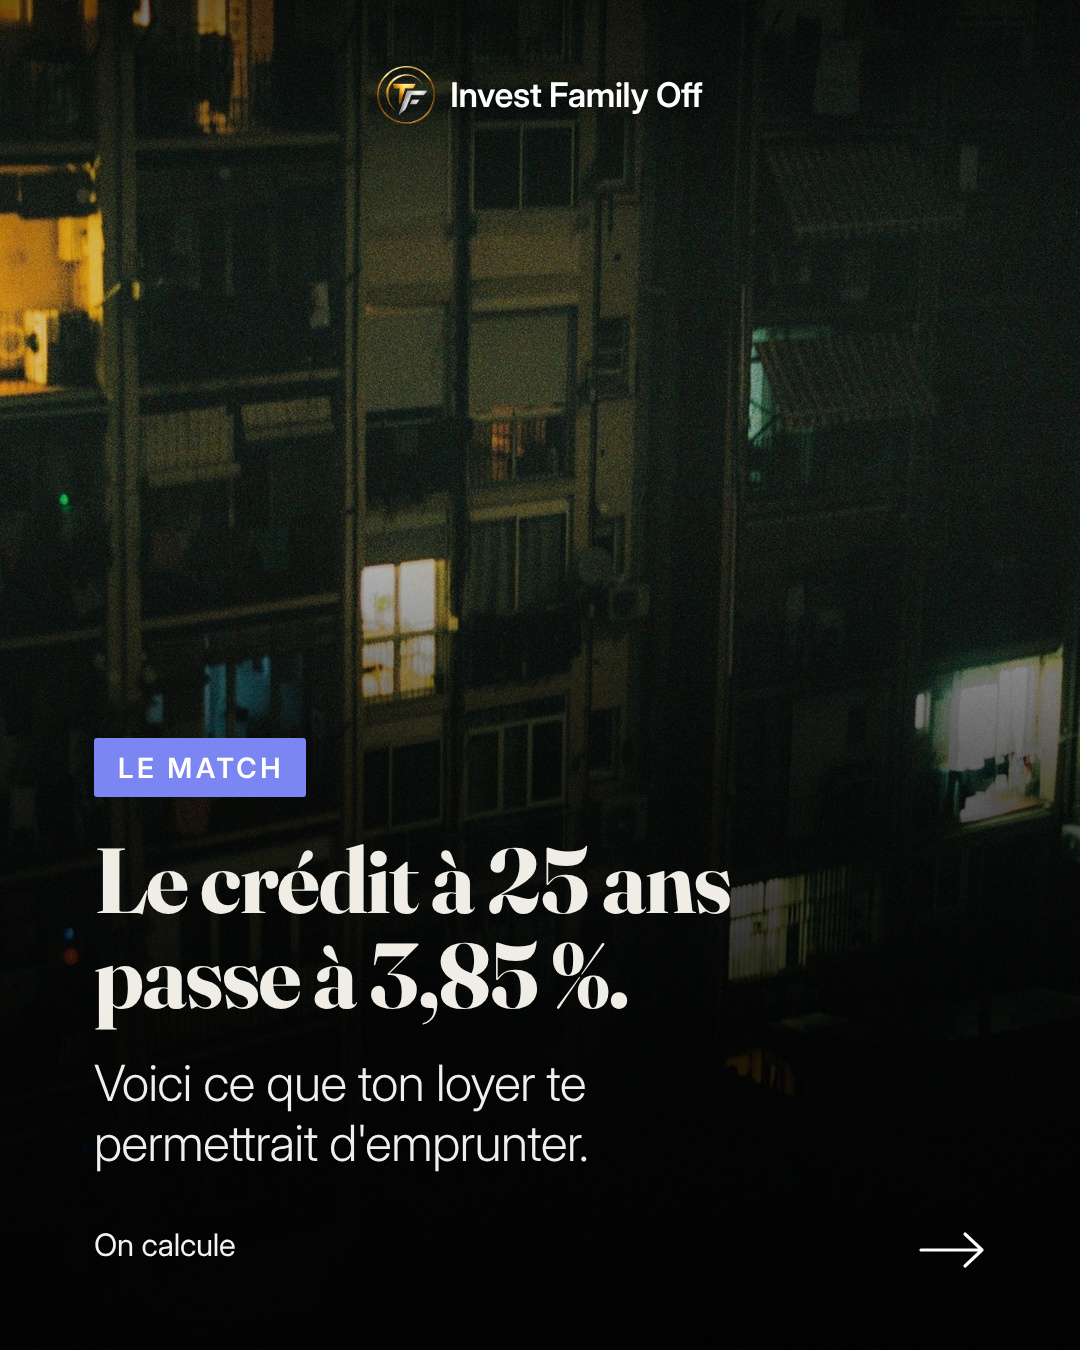 Invest Family Off
LE MATCH
Le crédit à 25 ans
passe à 3,85 %.
Voici ce que ton loyer te
permettrait d'emprunter.
On calcule